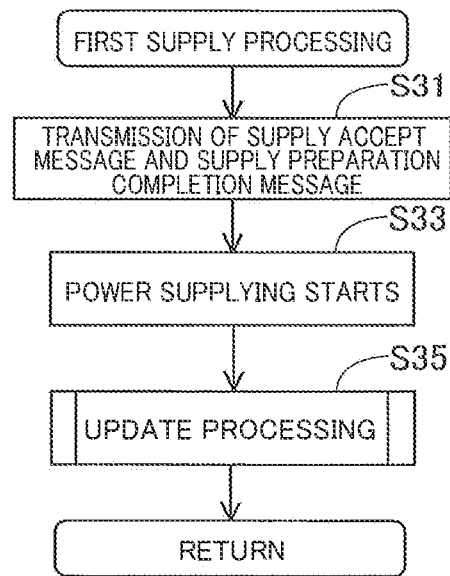 FIRST SUPPLY PROCESSING
S31
TRANSMISSION OF SUPPLY ACCEPT
MESSAGE AND SUPPLY PREPARATION
COMPLETION MESSAGE
S33
POWER SUPPLYING STARTS
S35
UPDATE PROCESSING
RETURN